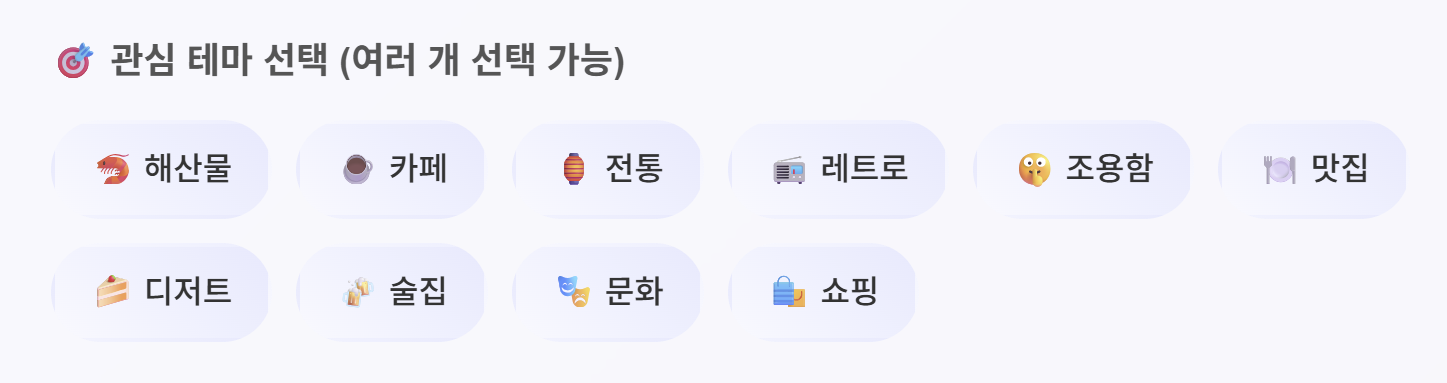 관심 테마 선택 (여러 개 선택 가능)
해산물 카페 전통 레트로 조용함 맛집
디저트 술집 문화 쇼핑